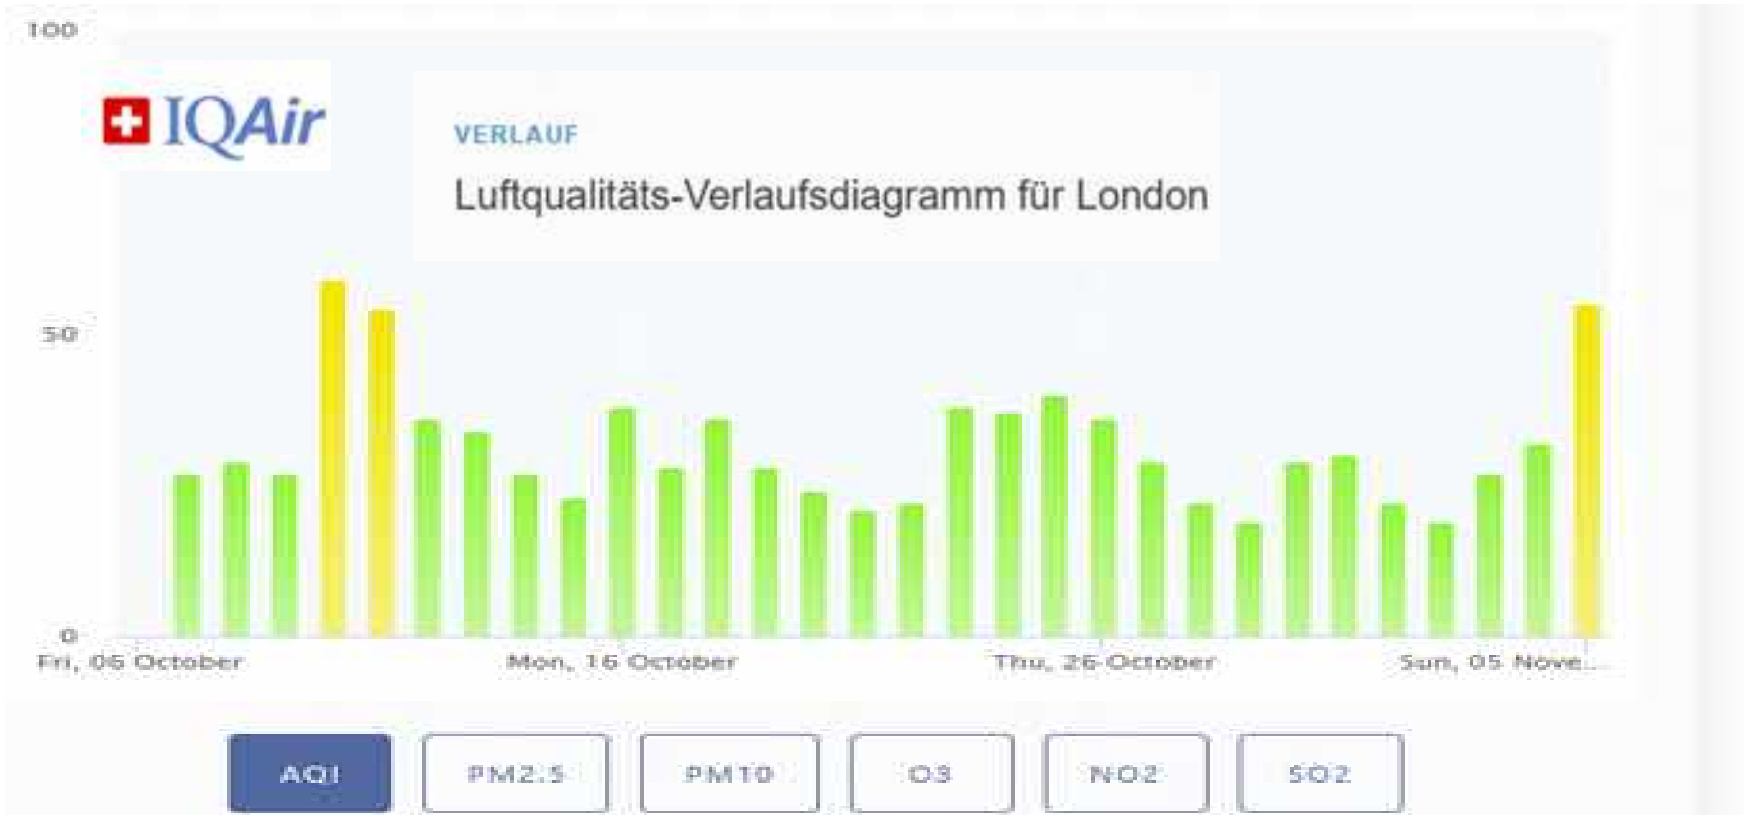 100
IQAir
VERLAUF
Luftqualitäts-Verlaufsdiagramm für London
50
0
Fri, 06 October Mon, 16 October Thu, 26 October Sun, 05 Nove...
AQI PM2.5 PM10 O3 NO2 SO2